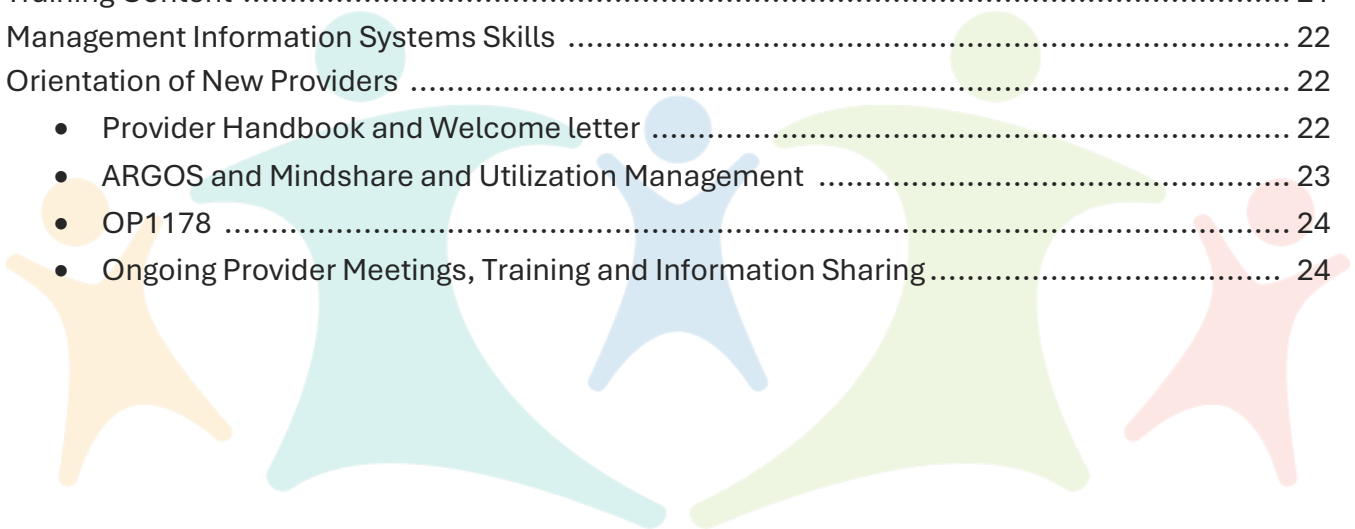 Management Information Systems Skills ........................................................................ 22
Orientation of New Providers ........................................................................................ 22
• Provider Handbook and Welcome letter ................................................................ 22
• ARGOS and Mindshare and Utilization Management ............................................... 23
• OP1178 ........................................................................................................... 24
• Ongoing Provider Meetings, Training and Information Sharing ................................... 24